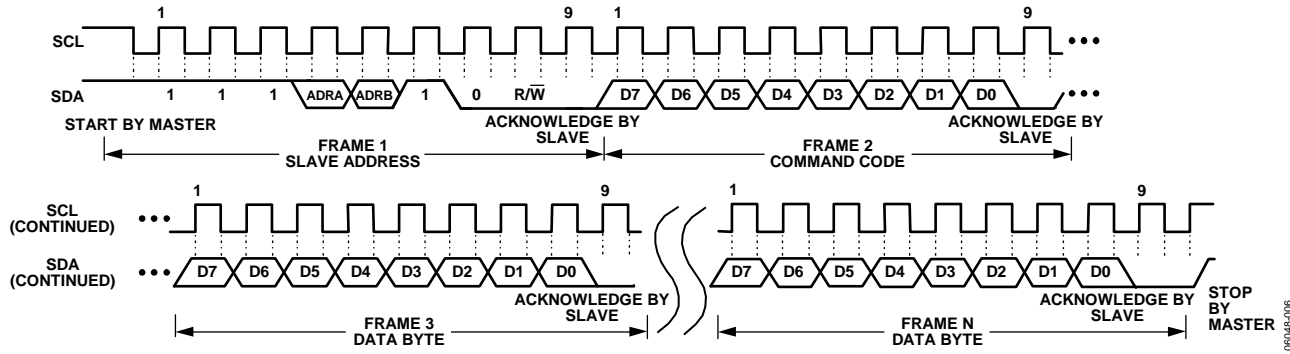 1 9 1 9
SCL
SDA 1 1 1 ADRA ADRB 1 0 R/W̅ D7 D6 D5 D4 D3 D2 D1 D0
START BY MASTER
ACKNOWLEDGE BY
SLAVE
ACKNOWLEDGE BY
SLAVE
FRAME 1
SLAVE ADDRESS
FRAME 2
COMMAND CODE
1 9 1 9
SCL
(CONTINUED)
SDA
(CONTINUED)
D7 D6 D5 D4 D3 D2 D1 D0 D7 D6 D5 D4 D3 D2 D1 D0
ACKNOWLEDGE BY
SLAVE
ACKNOWLEDGE BY
SLAVE
STOP
BY
MASTER
FRAME 3
DATA BYTE
FRAME N
DATA BYTE
06048-006